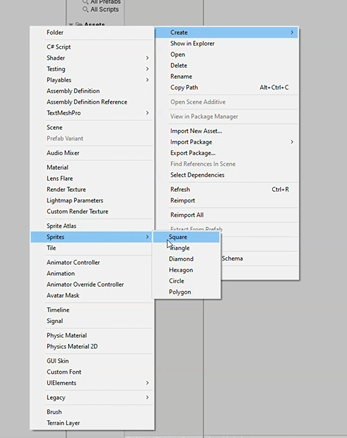 All Prefabs
All Scripts
Assets
Folder
C# Script
Shader
Testing
Playables
Assembly Definition
Assembly Definition Reference
TextMeshPro
Scene
Prefab Variant
Audio Mixer
Material
Lens Flare
Render Texture
Lightmap Parameters
Custom Render Texture
Sprite Atlas
Sprites
Tile
Animator Controller
Animation
Animator Override Controller
Avatar Mask
Timeline
Signal
Physic Material
Physics Material 2D
GUI Skin
Custom Font
UIElements
Legacy
Brush
Terrain Layer
Create
Show in Explorer
Open
Delete
Rename
Copy Path Alt+Ctrl+C
Open Scene Additive
View in Package Manager
Import New Asset...
Import Package
Export Package...
Find References In Scene
Select Dependencies
Refresh Ctrl+R
Reimport
Reimport All
Extract From Prefab
Schema
Square
Triangle
Diamond
Hexagon
Circle
Polygon